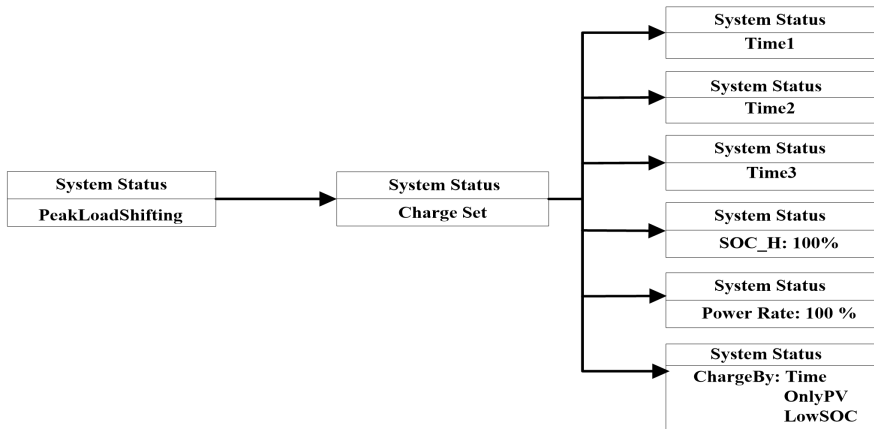 System Status
PeakLoadShifting
System Status
Charge Set
System Status
Time1
System Status
Time2
System Status
Time3
System Status
SOC_H: 100%
System Status
Power Rate: 100 %
System Status
ChargeBy: Time
OnlyPV
LowSOC